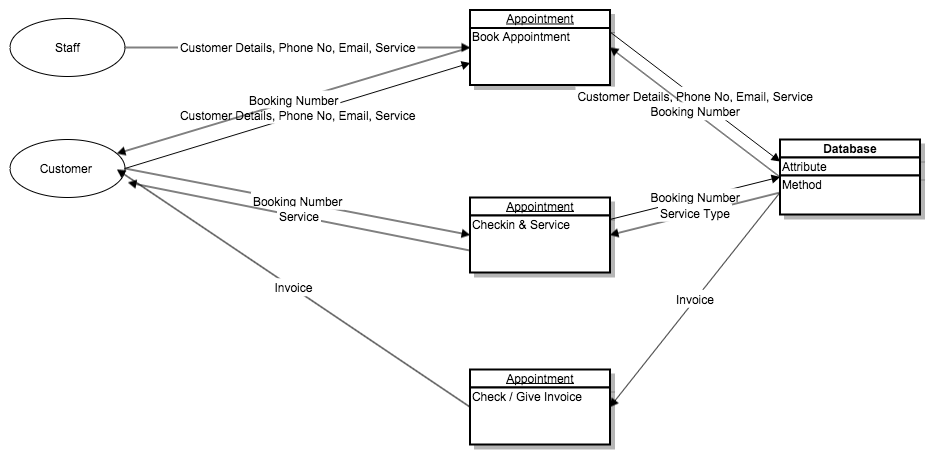 Appointment
Staff
Customer Details, Phone No, Email, Service
Book Appointment
Booking Number
Customer Details, Phone No, Email, Service
Customer Details, Phone No, Email, Service
Booking Number
Database
Attribute
Method
Customer
Booking Number
Service
Appointment
Checkin & Service
Booking Number
Service Type
Invoice
Invoice
Appointment
Check / Give Invoice